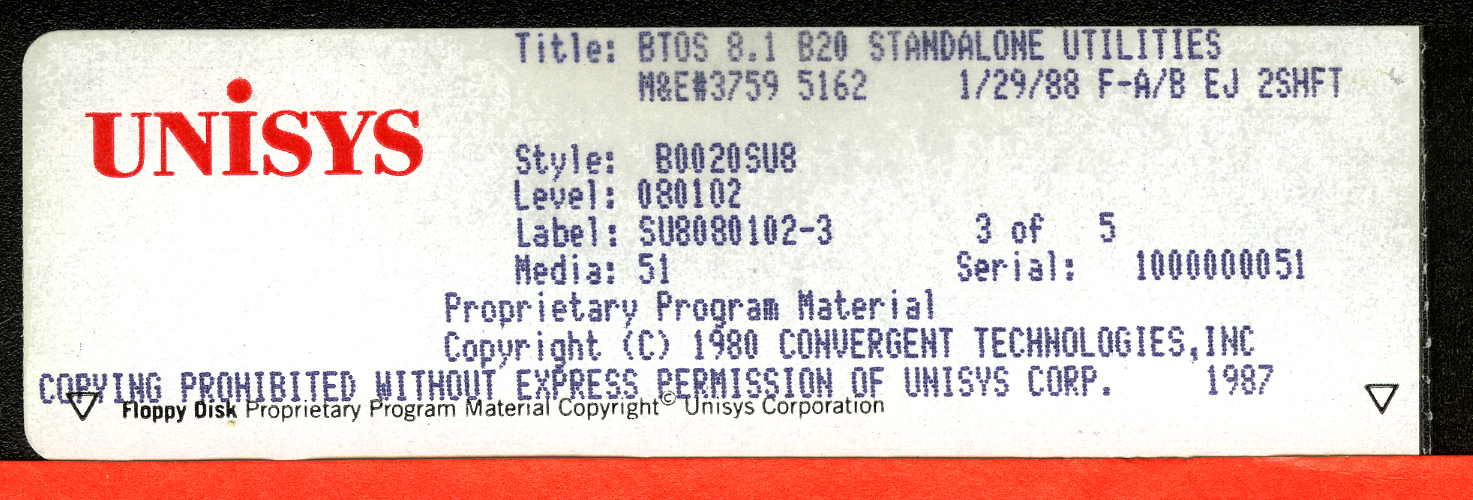 UNISYS
Title: BTOS 8.1 B20 STANDALONE UTILITIES
M&E#3759 5162 1/29/88 F-A/B EJ 2SHFT
Style: B0020SU8
Level: 080102
Label: SU8080102-3 3 of 5
Media: 51 Serial: 1000000051
Proprietary Program Material
Copyright (C) 1980 CONVERGENT TECHNOLOGIES,INC
COPYING PROHIBITED WITHOUT EXPRESS PERMISSION OF UNISYS CORP. 1987
Floppy Disk Proprietary Program Material Copyright© Unisys Corporation